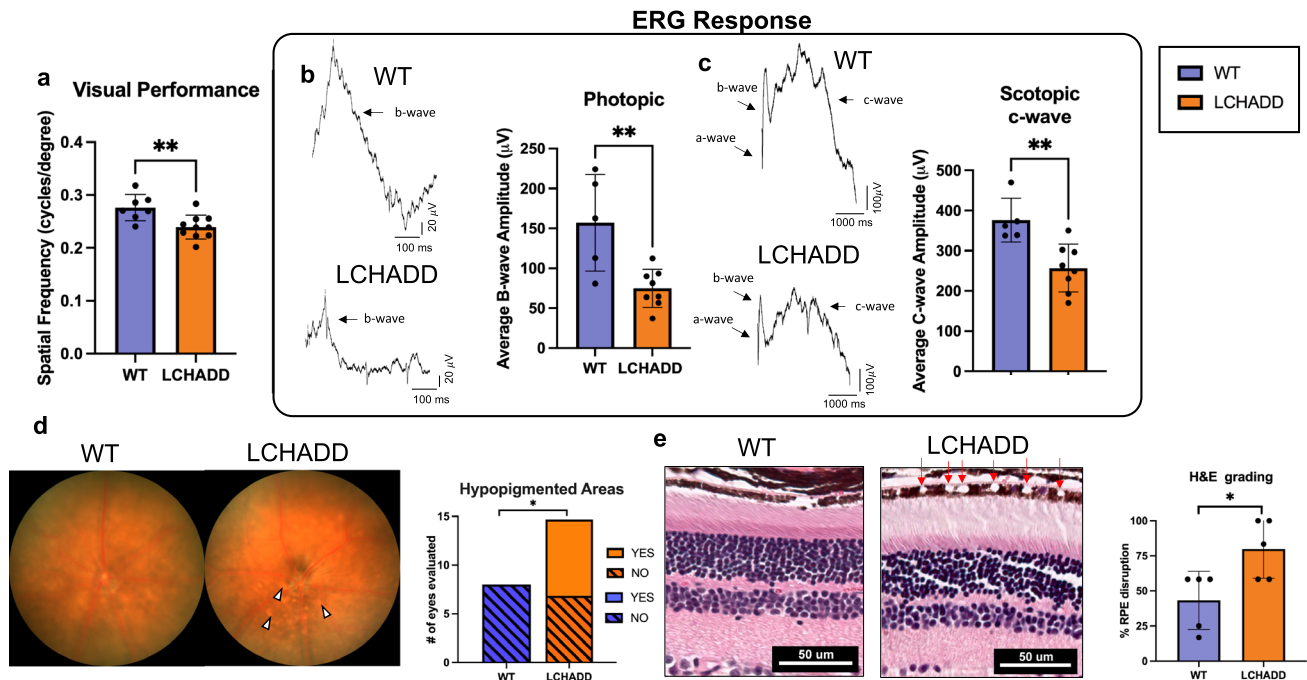 ERG Response
a
Visual Performance
Spatial Frequency (cycles/degree)
0.4
0.3
0.2
0.1
0.0
**
WT
LCHADD
b
WT
b-wave
20 µV
100 ms
LCHADD
b-wave
20 µV
100 ms
Photopic
Average B-wave Amplitude (µV)
250
200
150
100
50
0
**
WT
LCHADD
c
WT
b-wave
a-wave
c-wave
100µV
1000 ms
LCHADD
b-wave
a-wave
c-wave
100µV
1000 ms
Scotopic
c-wave
Average C-wave Amplitude (µV)
500
400
300
200
100
0
**
WT
LCHADD
WT
LCHADD
d
WT
LCHADD
Hypopigmented Areas
# of eyes evaluated
15
10
5
0
*
WT
LCHADD
YES
NO
YES
NO
e
WT
50 um
LCHADD
50 um
H&E grading
% RPE disruption
100
75
50
25
0
*
WT
LCHADD